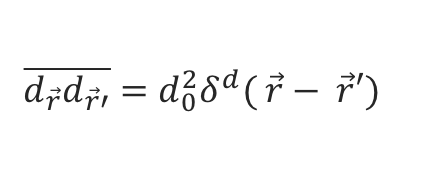 $\overline{d_{\vec{r}} d_{\vec{r}'}} = d_0^2 \delta^d (\vec{r} - \vec{r}')$